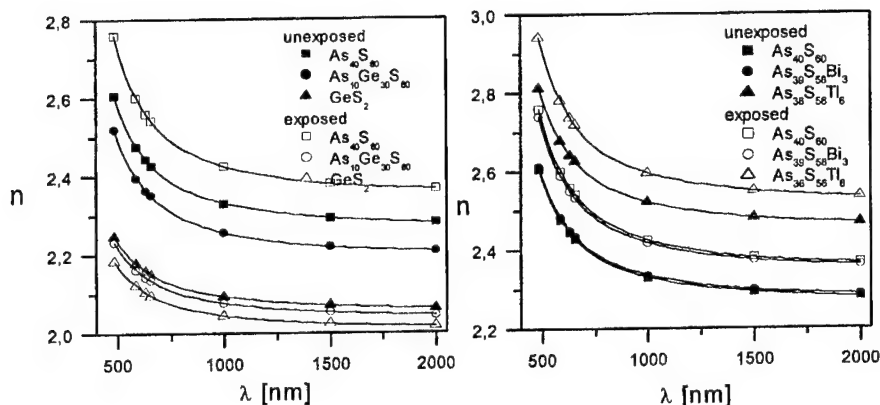 2,8
2,6
2,4
2,2
2,0
n
500
1000
1500
2000
λ [nm]
unexposed
As40S60
As10Ge30S60
GeS2
exposed
As40S60
As10Ge30S60
GeS2
3,0
2,8
2,6
2,4
2,2
n
500
1000
1500
2000
λ [nm]
unexposed
As40S60
As39S58Bi3
As38S56Tl6
exposed
As40S60
As39S58Bi3
As38S56Tl6